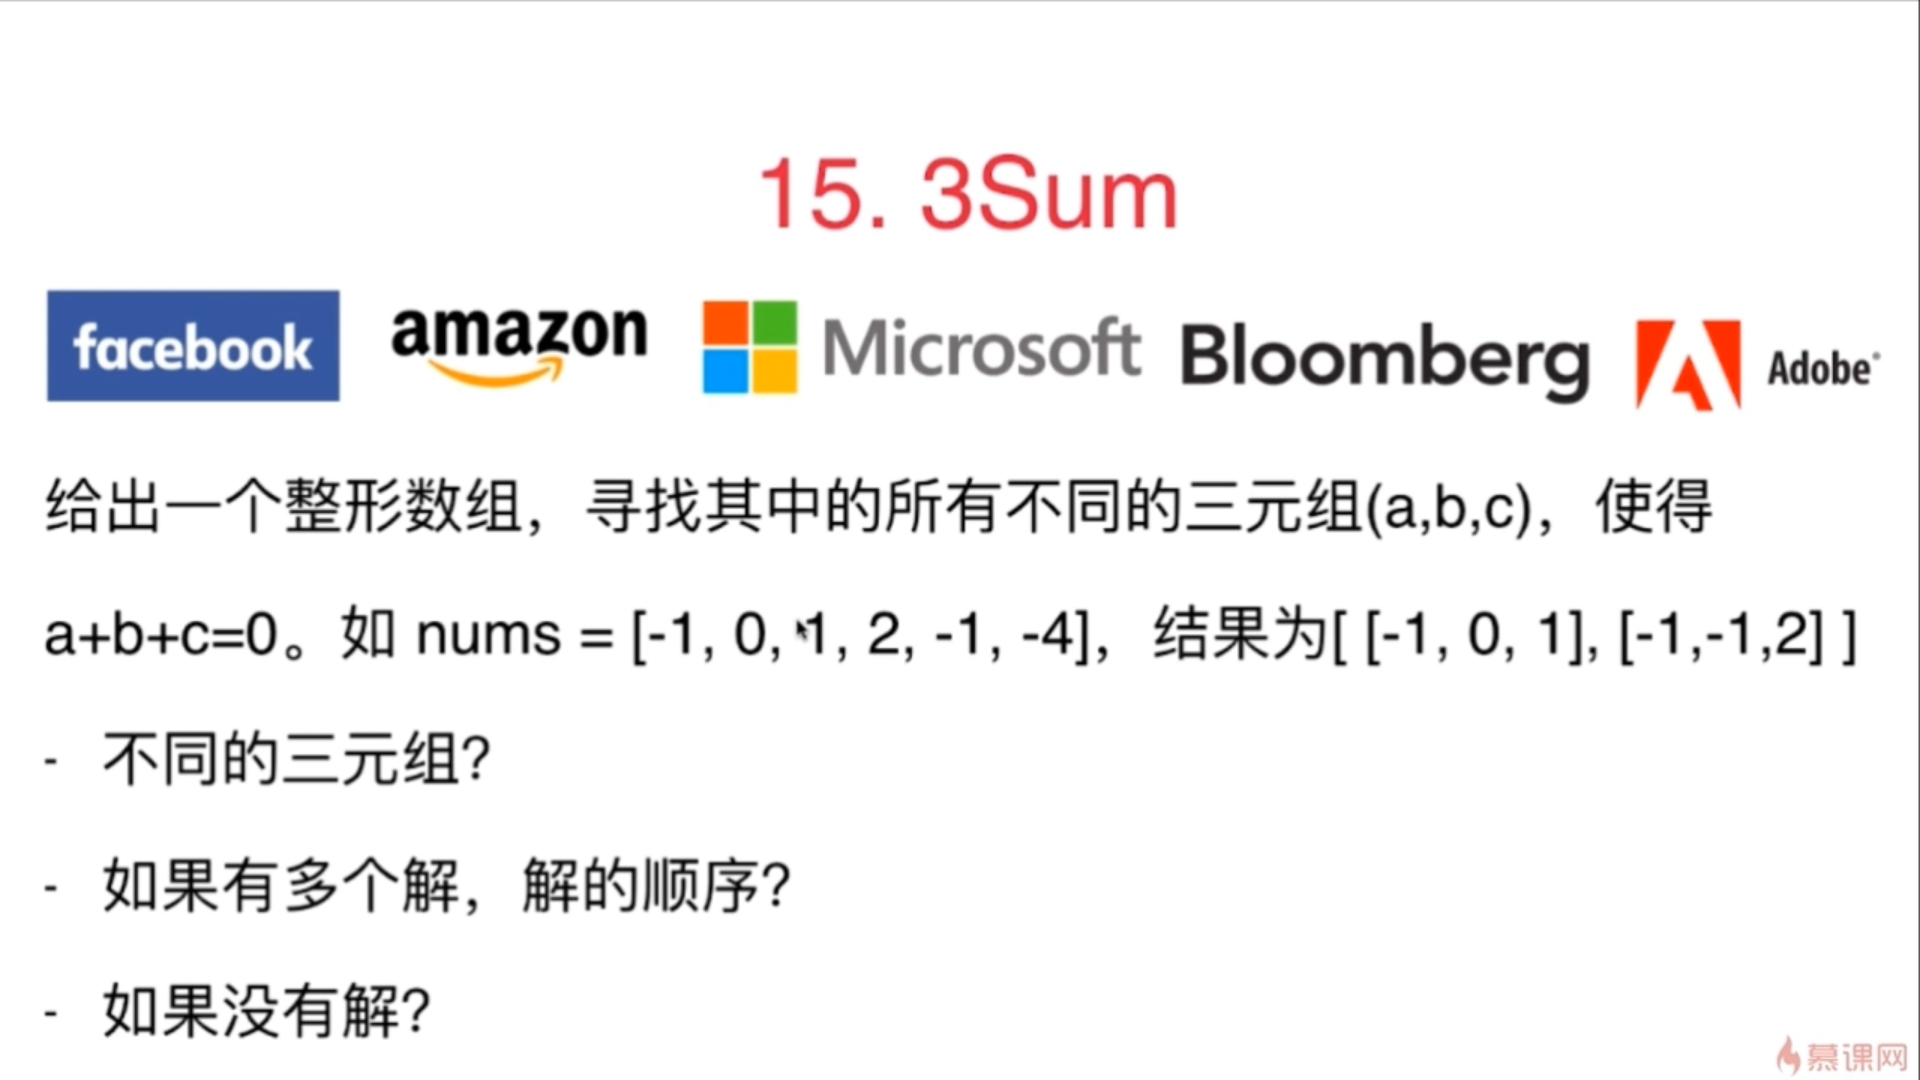 15. 3Sum
facebook amazon Microsoft Bloomberg Adobe
给出一个整形数组，寻找其中的所有不同的三元组(a,b,c)，使得
a+b+c=0。如 nums = [-1, 0, 1, 2, -1, -4]，结果为[ [-1, 0, 1], [-1,-1,2] ]
- 不同的三元组?
- 如果有多个解，解的顺序?
- 如果没有解?
慕课网